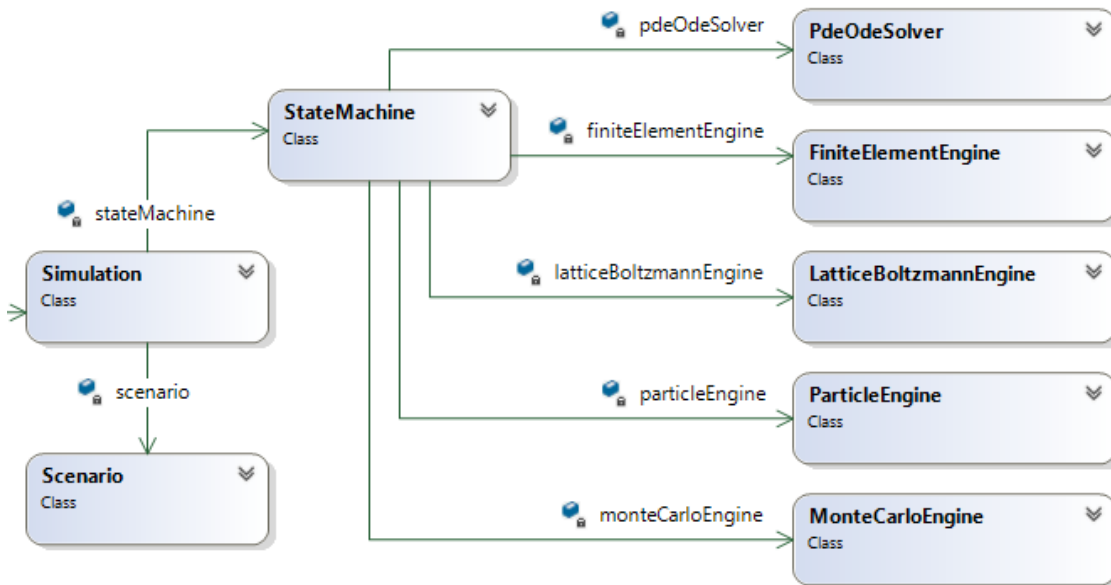 pdeOdeSolver
PdeOdeSolver
Class
StateMachine
Class
finiteElementEngine
FiniteElementEngine
Class
stateMachine
Simulation
Class
latticeBoltzmannEngine
LatticeBoltzmannEngine
Class
scenario
particleEngine
ParticleEngine
Class
Scenario
Class
monteCarloEngine
MonteCarloEngine
Class